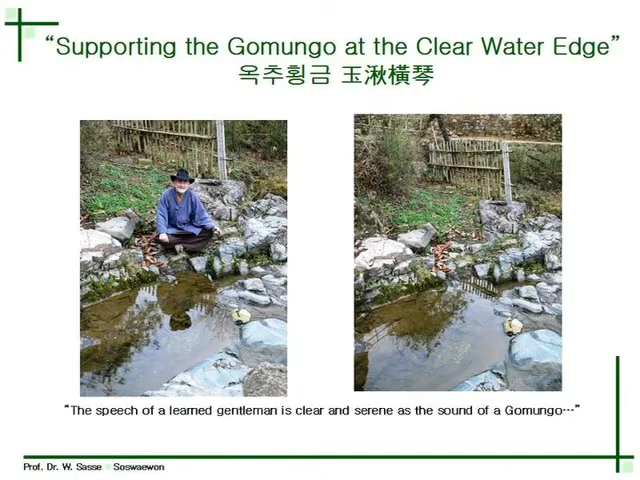 “Supporting the Gomungo at the Clear Water Edge”
옥추횡금 玉湫橫琴
“The speech of a learned gentleman is clear and serene as the sound of a Gomungo…”
Prof. Dr. W. Sasse Soswaewon